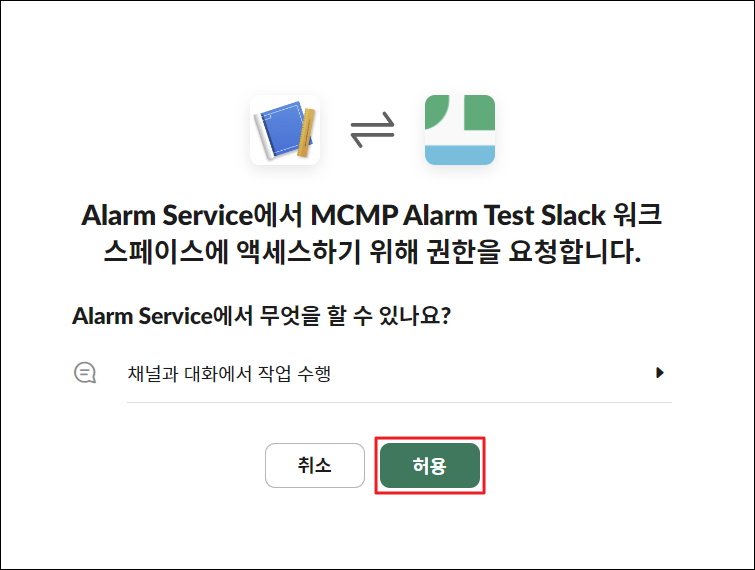 Alarm Service에서 MCMP Alarm Test Slack 워크
스페이스에 액세스하기 위해 권한을 요청합니다.
Alarm Service에서 무엇을 할 수 있나요?
채널과 대화에서 작업 수행
취소
허용